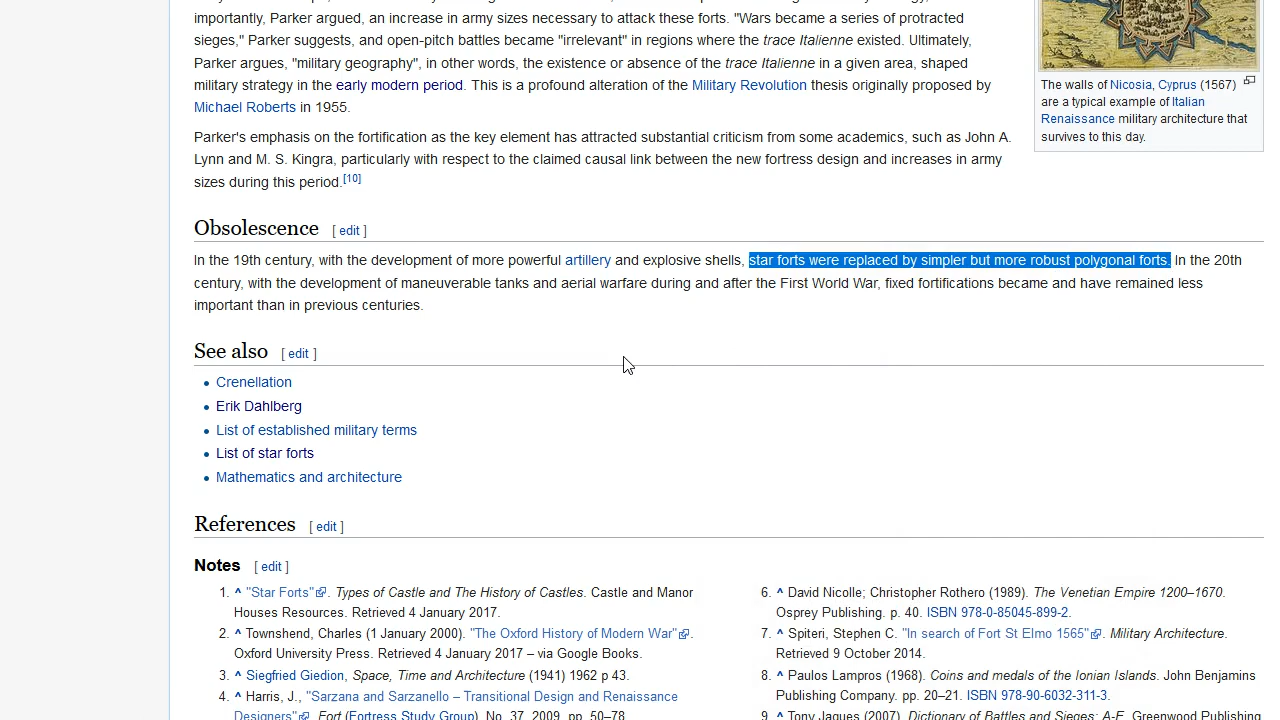 importantly, Parker argued, an increase in army sizes necessary to attack these forts. "Wars became a series of protracted
sieges," Parker suggests, and open-pitch battles became "irrelevant" in regions where the trace Italienne existed. Ultimately,
Parker argues, "military geography", in other words, the existence or absence of the trace Italienne in a given area, shaped
military strategy in the early modern period. This is a profound alteration of the Military Revolution thesis originally proposed by
Michael Roberts in 1955.
The walls of Nicosia, Cyprus (1567)
are a typical example of Italian
Renaissance military architecture that
survives to this day.
Parker's emphasis on the fortification as the key element has attracted substantial criticism from some academics, such as John A.
Lynn and M. S. Kingra, particularly with respect to the claimed causal link between the new fortress design and increases in army
sizes during this period.[10]
Obsolescence [ edit ]
In the 19th century, with the development of more powerful artillery and explosive shells, star forts were replaced by simpler but more robust polygonal forts. In the 20th
century, with the development of maneuverable tanks and aerial warfare during and after the First World War, fixed fortifications became and have remained less
important than in previous centuries.
See also [ edit ]
• Crenellation
• Erik Dahlberg
• List of established military terms
• List of star forts
• Mathematics and architecture
References [ edit ]
Notes [ edit ]
1. ^ "Star Forts". Types of Castle and The History of Castles. Castle and Manor
Houses Resources. Retrieved 4 January 2017.
2. ^ Townshend, Charles (1 January 2000). "The Oxford History of Modern War".
Oxford University Press. Retrieved 4 January 2017 – via Google Books.
3. ^ Siegfried Giedion, Space, Time and Architecture (1941) 1962 p 43.
4. ^ Harris, J., "Sarzana and Sarzanello – Transitional Design and Renaissance
Designers", Fort (Fortress Study Group), No. 37, 2009, pp. 50–78
6. ^ David Nicolle; Christopher Rothero (1989). The Venetian Empire 1200–1670.
Osprey Publishing. p. 40. ISBN 978-0-85045-899-2.
7. ^ Spiteri, Stephen C. "In search of Fort St Elmo 1565". Military Architecture.
Retrieved 9 October 2014.
8. ^ Paulos Lampros (1968). Coins and medals of the Ionian Islands. John Benjamins
Publishing Company. pp. 20–21. ISBN 978-90-6032-311-3.
9. ^ Tony Jaques (2007). Dictionary of Battles and Sieges: A-E. Greenwood Publishing